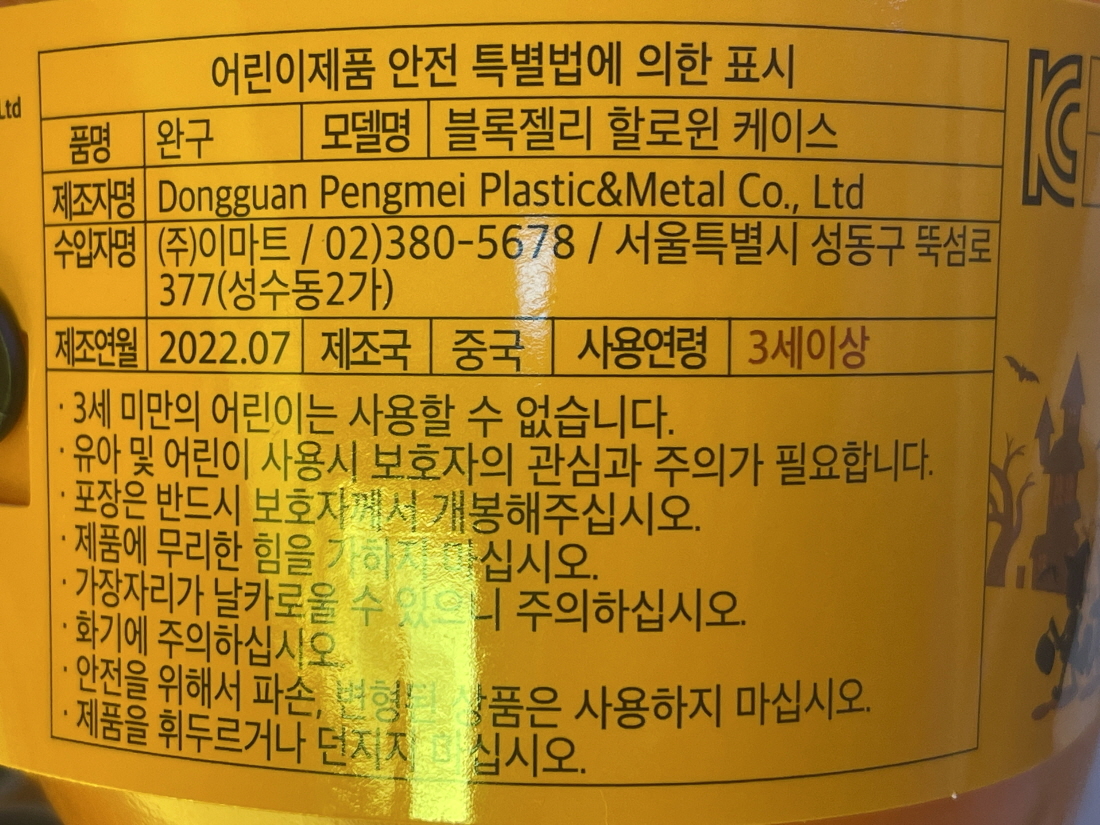 Ltd
어린이제품 안전 특별법에 의한 표시
품명 완구 모델명 블록젤리 할로윈 케이스
제조자명 Dongguan Pengmei Plastic&Metal Co., Ltd
수입자명 (주)이마트 / 02)380-5678 / 서울특별시 성동구 뚝섬로
377(성수동2가)
제조연월 2022.07 제조국 중국 사용연령 3세이상
· 3세 미만의 어린이는 사용할 수 없습니다.
· 유아 및 어린이 사용시 보호자의 관심과 주의가 필요합니다.
· 포장은 반드시 보호자께서 개봉해주십시오.
· 제품에 무리한 힘을 가하지 마십시오.
· 가장자리가 날카로울 수 있으니 주의하십시오.
· 화기에 주의하십시오.
· 안전을 위해서 파손, 변형된 상품은 사용하지 마십시오.
· 제품을 휘두르거나 던지지 마십시오.
KC